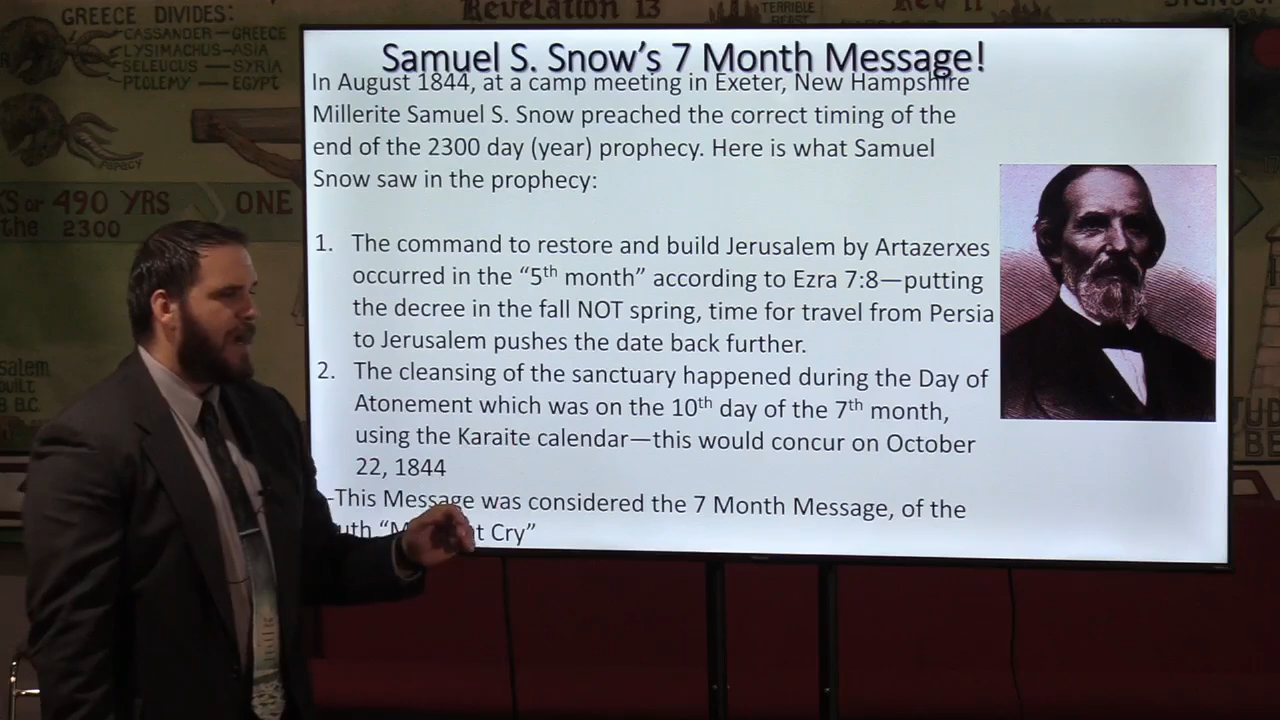 Revelation 13
GREECE DIVIDES:
CASSANDER — GREECE
LYSIMACHUS — ASIA
SELEUCUS — SYRIA
PTOLEMY — EGYPT
TERRIBLE
BEAST
490 YRS
ONE
the 2300
B.C.
Samuel S. Snow's 7 Month Message!
In August 1844, at a camp meeting in Exeter, New Hampshire
Millerite Samuel S. Snow preached the correct timing of the
end of the 2300 day (year) prophecy. Here is what Samuel
Snow saw in the prophecy:
1. The command to restore and build Jerusalem by Artazerxes
occurred in the “5th month” according to Ezra 7:8—putting
the decree in the fall NOT spring, time for travel from Persia
to Jerusalem pushes the date back further.
2. The cleansing of the sanctuary happened during the Day of
Atonement which was on the 10th day of the 7th month,
using the Karaite calendar—this would concur on October
22, 1844
-This Message was considered the 7 Month Message, of the
Cry”